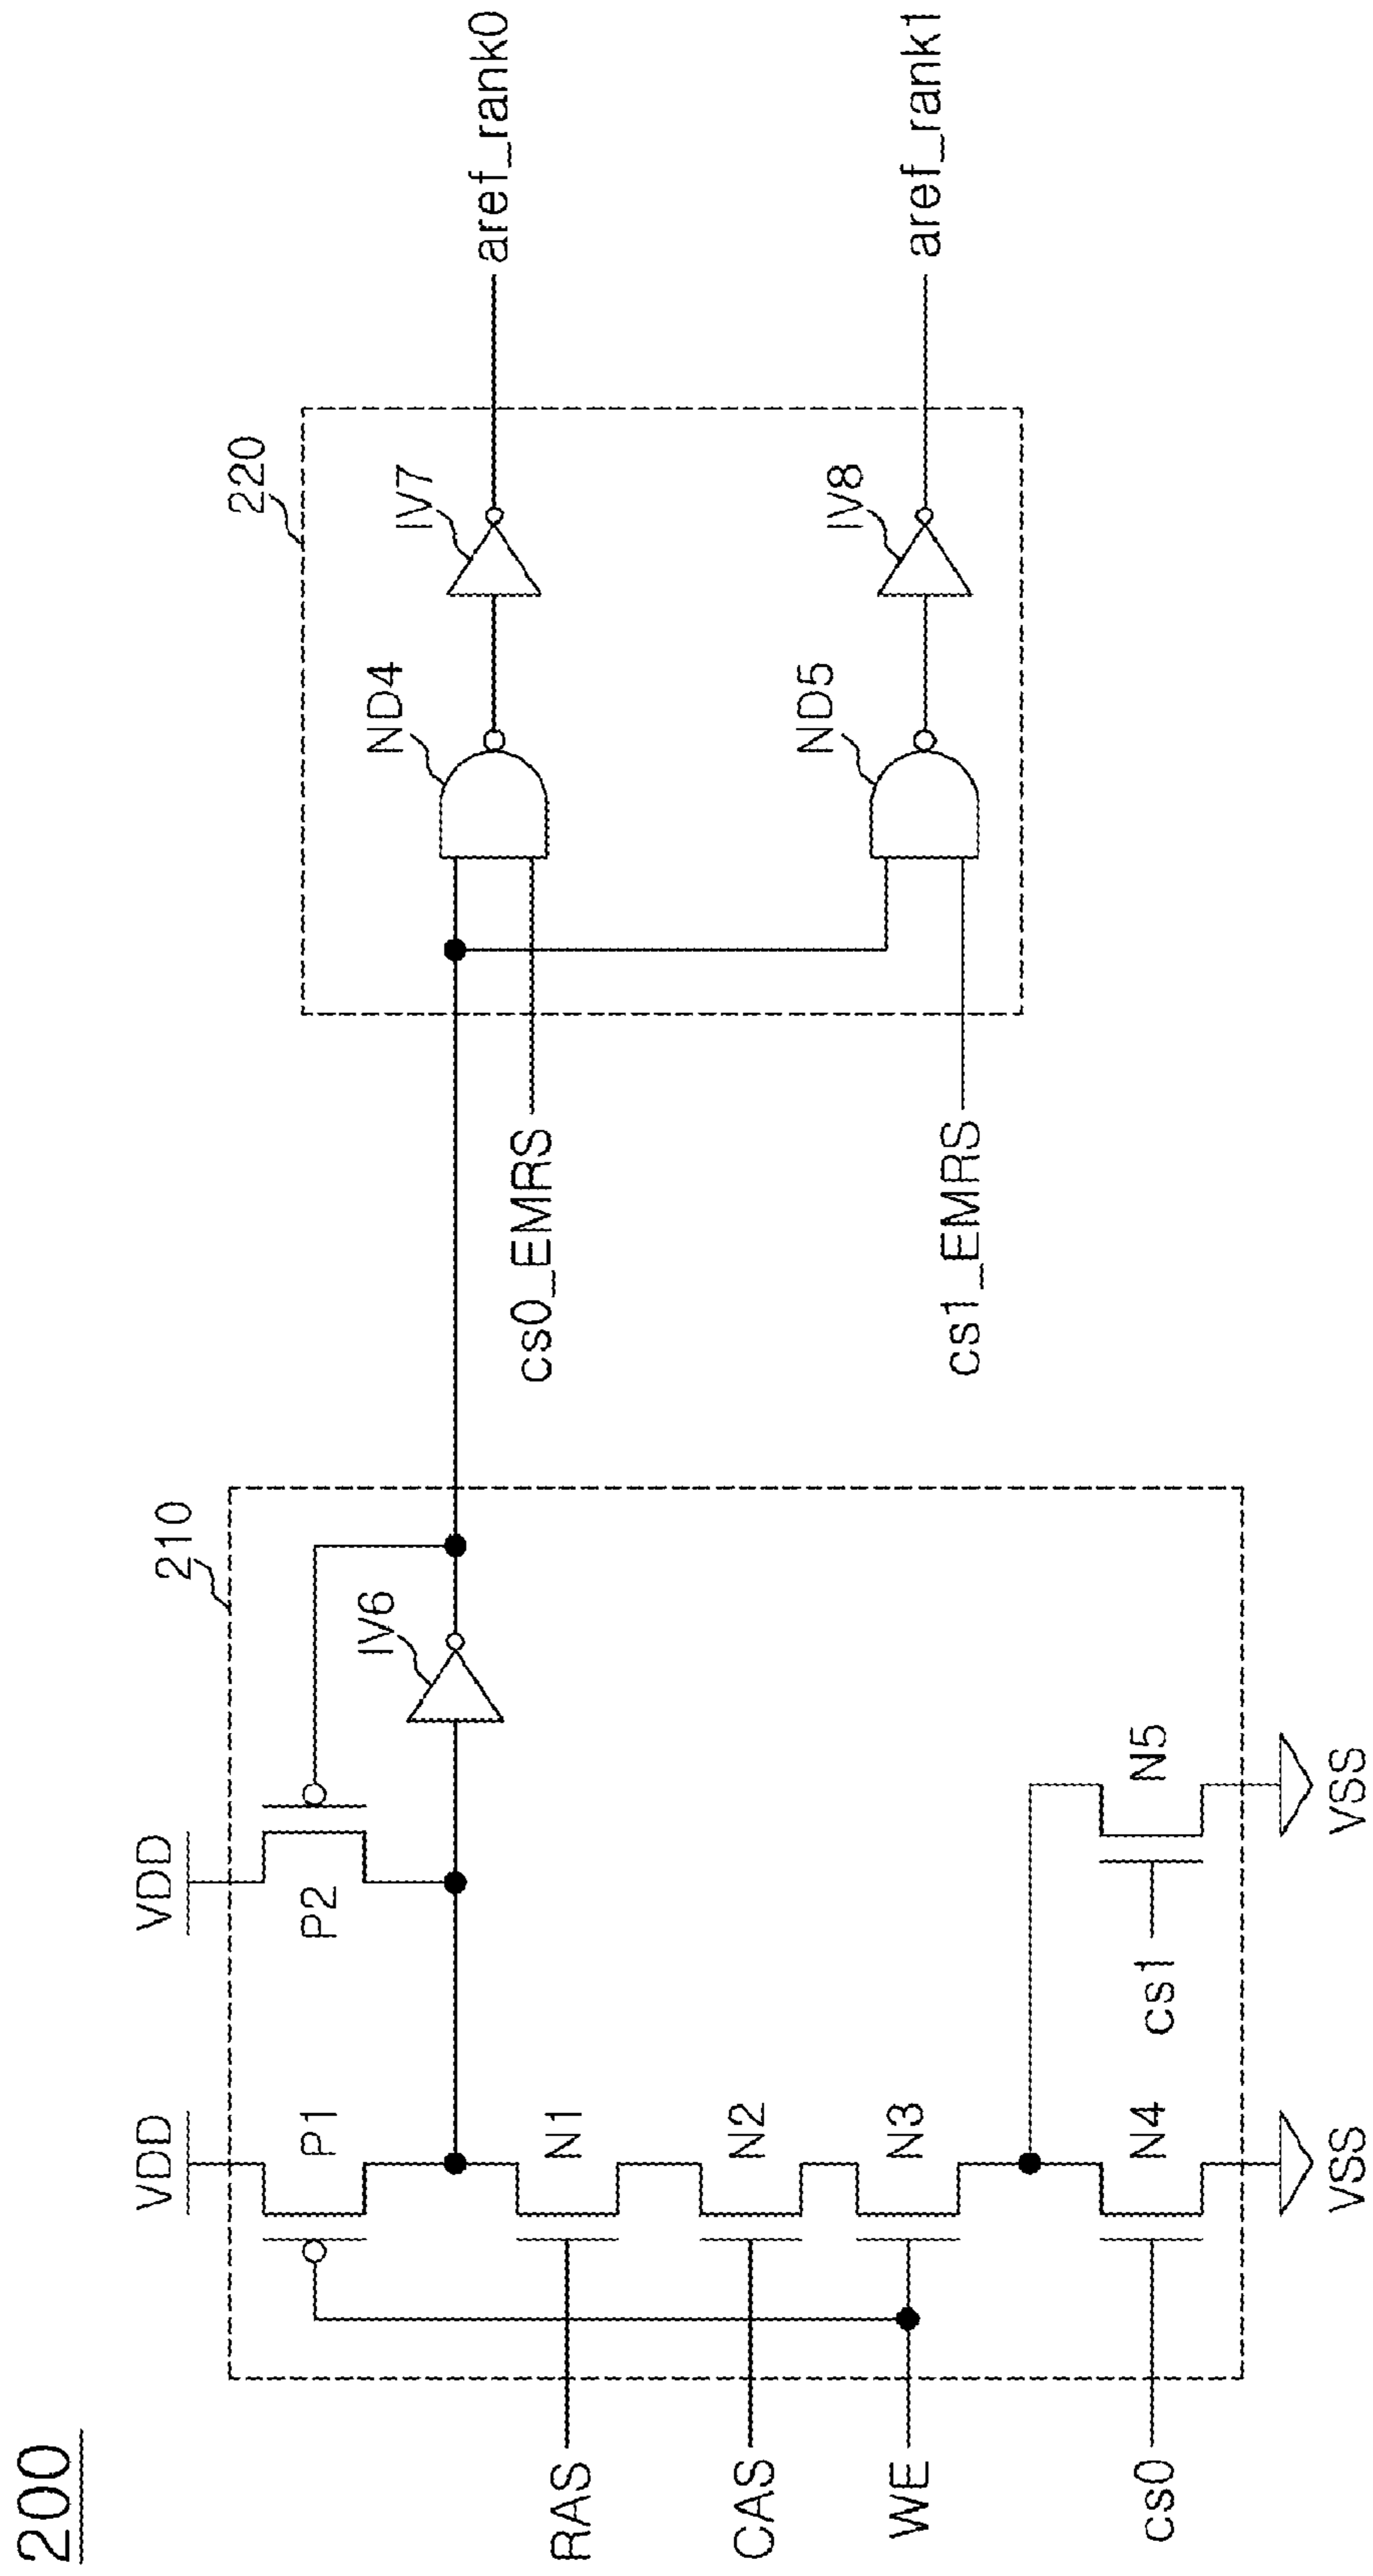 200
210
220
VDD
VDD
P1
P2
IV6
IV7
ND4
aref_rank0
RAS
N1
cs0_EMRS
CAS
N2
ND5
IV8
WE
N3
aref_rank1
cs1_EMRS
cs0
N4
cs1
N5
VSS
VSS